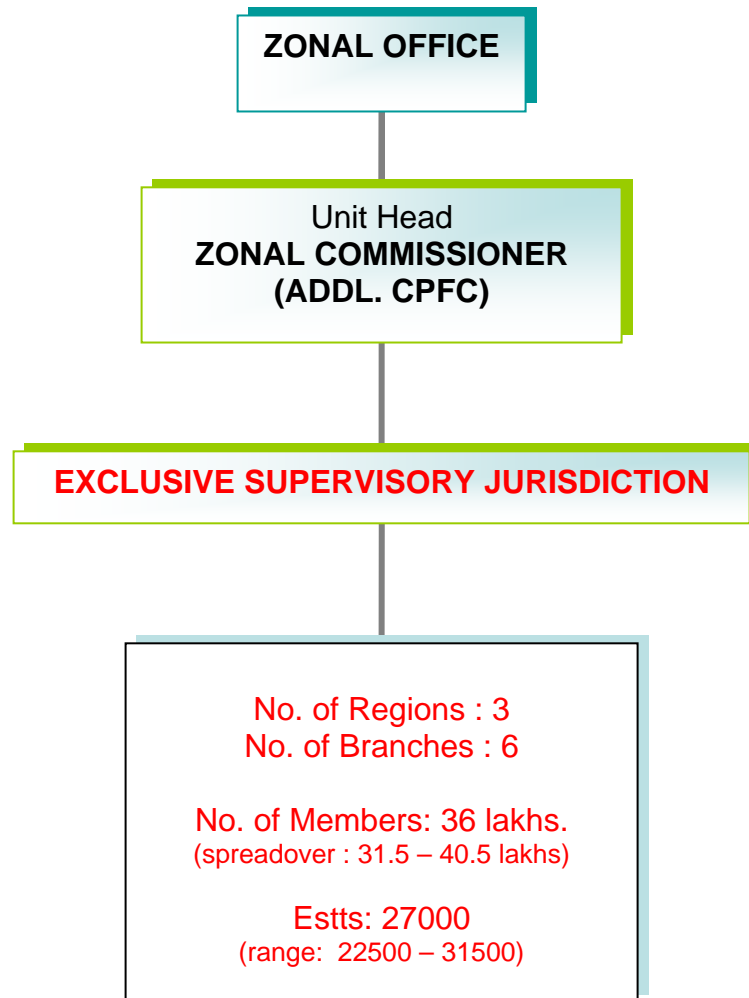 ZONAL OFFICE
Unit Head
ZONAL COMMISSIONER
(ADDL. CPFC)
EXCLUSIVE SUPERVISORY JURISDICTION
No. of Regions : 3
No. of Branches : 6
No. of Members: 36 lakhs.
(spreadover : 31.5 – 40.5 lakhs)
Estts: 27000
(range:  22500 – 31500)